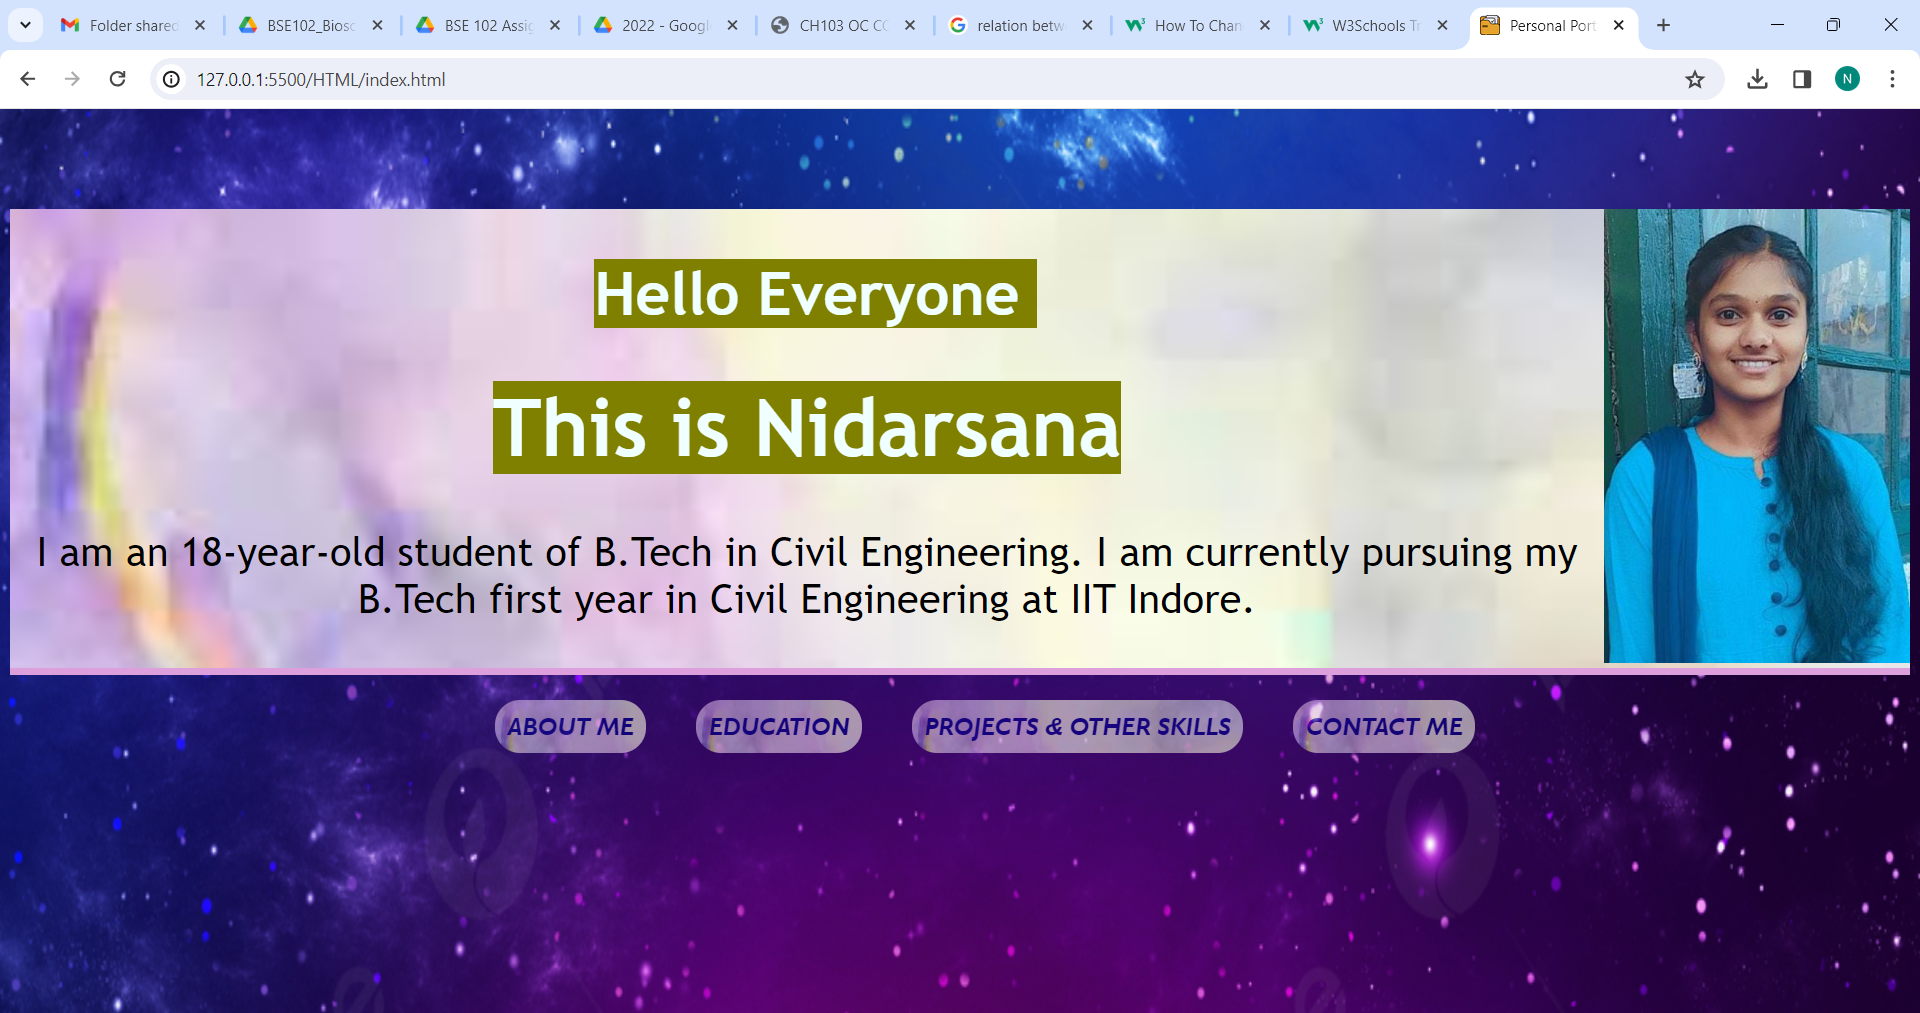 Folder shared
BSE102_Biosc
BSE 102 Assig
2022 - Googl
CH103 OC CC
relation betw
How To Chan
W3Schools Tr
Personal Port
127.0.0.1:5500/HTML/index.html
N
Hello Everyone
This is Nidarsana
I am an 18-year-old student of B.Tech in Civil Engineering. I am currently pursuing my
B.Tech first year in Civil Engineering at IIT Indore.
ABOUT ME
EDUCATION
PROJECTS & OTHER SKILLS
CONTACT ME